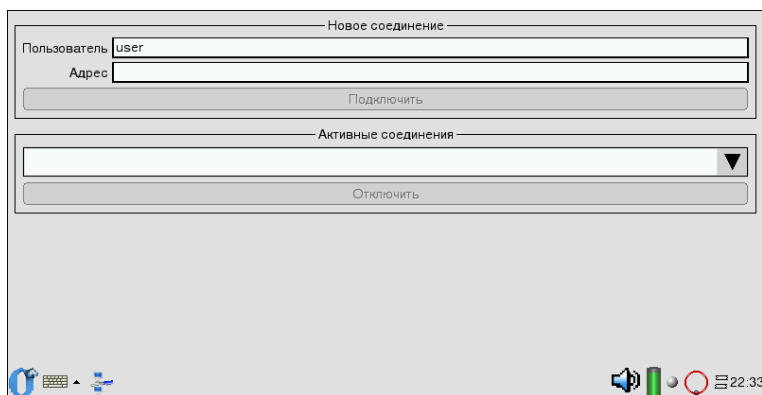 Новое соединение
Пользователь user
Адрес
Подключить
Активные соединения
Отключить
22:33